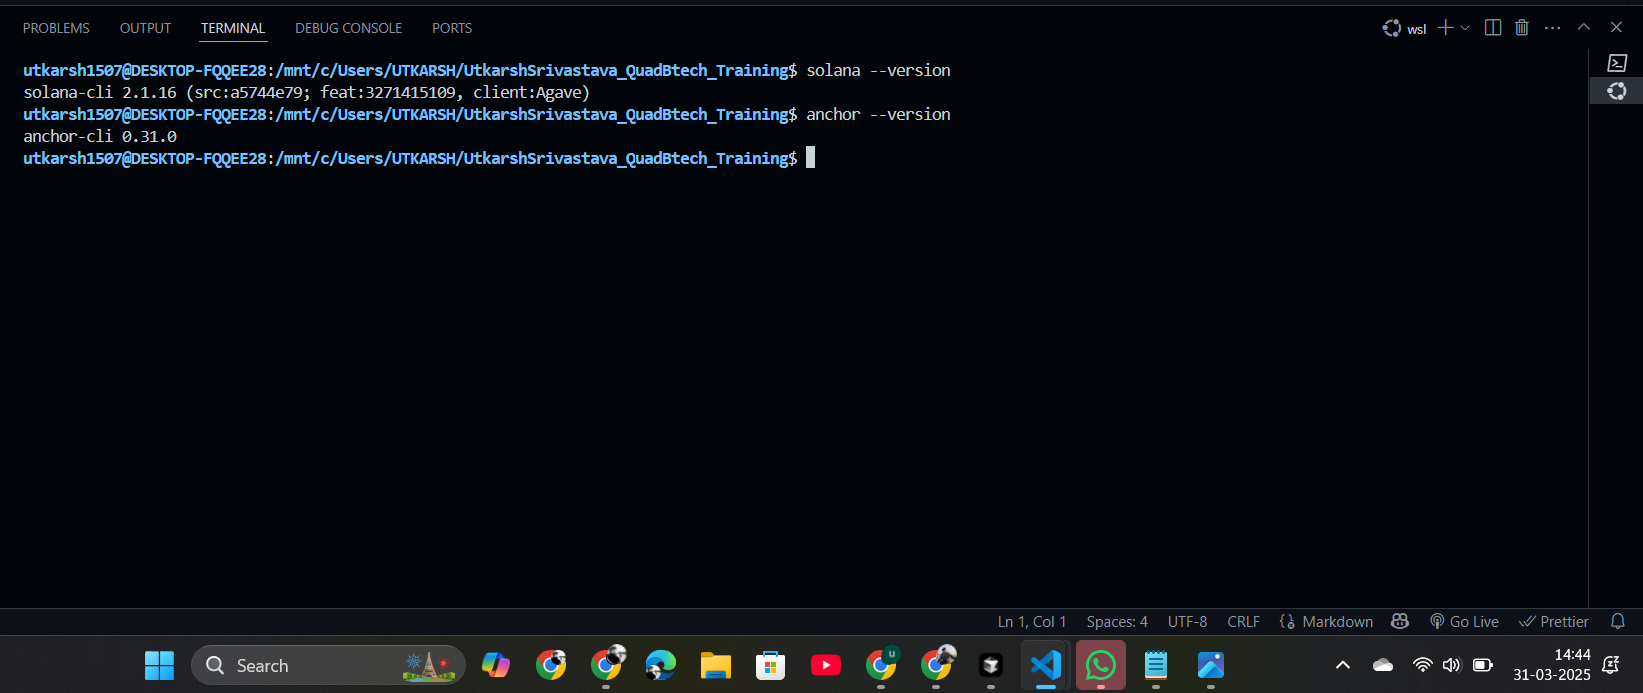 PROBLEMS OUTPUT TERMINAL DEBUG CONSOLE PORTS wsl
utkarsh1507@DESKTOP-FQQEE28:/mnt/c/Users/UTKARSH/UtkarshSrivastava_QuadBtech_Training$ solana --version
solana-cli 2.1.16 (src:a5744e79; feat:3271415109, client:Agave)
utkarsh1507@DESKTOP-FQQEE28:/mnt/c/Users/UTKARSH/UtkarshSrivastava_QuadBtech_Training$ anchor --version
anchor-cli 0.31.0
utkarsh1507@DESKTOP-FQQEE28:/mnt/c/Users/UTKARSH/UtkarshSrivastava_QuadBtech_Training$
Ln 1, Col 1 Spaces: 4 UTF-8 CRLF Markdown Go Live Prettier
Search
u
14:44
31-03-2025